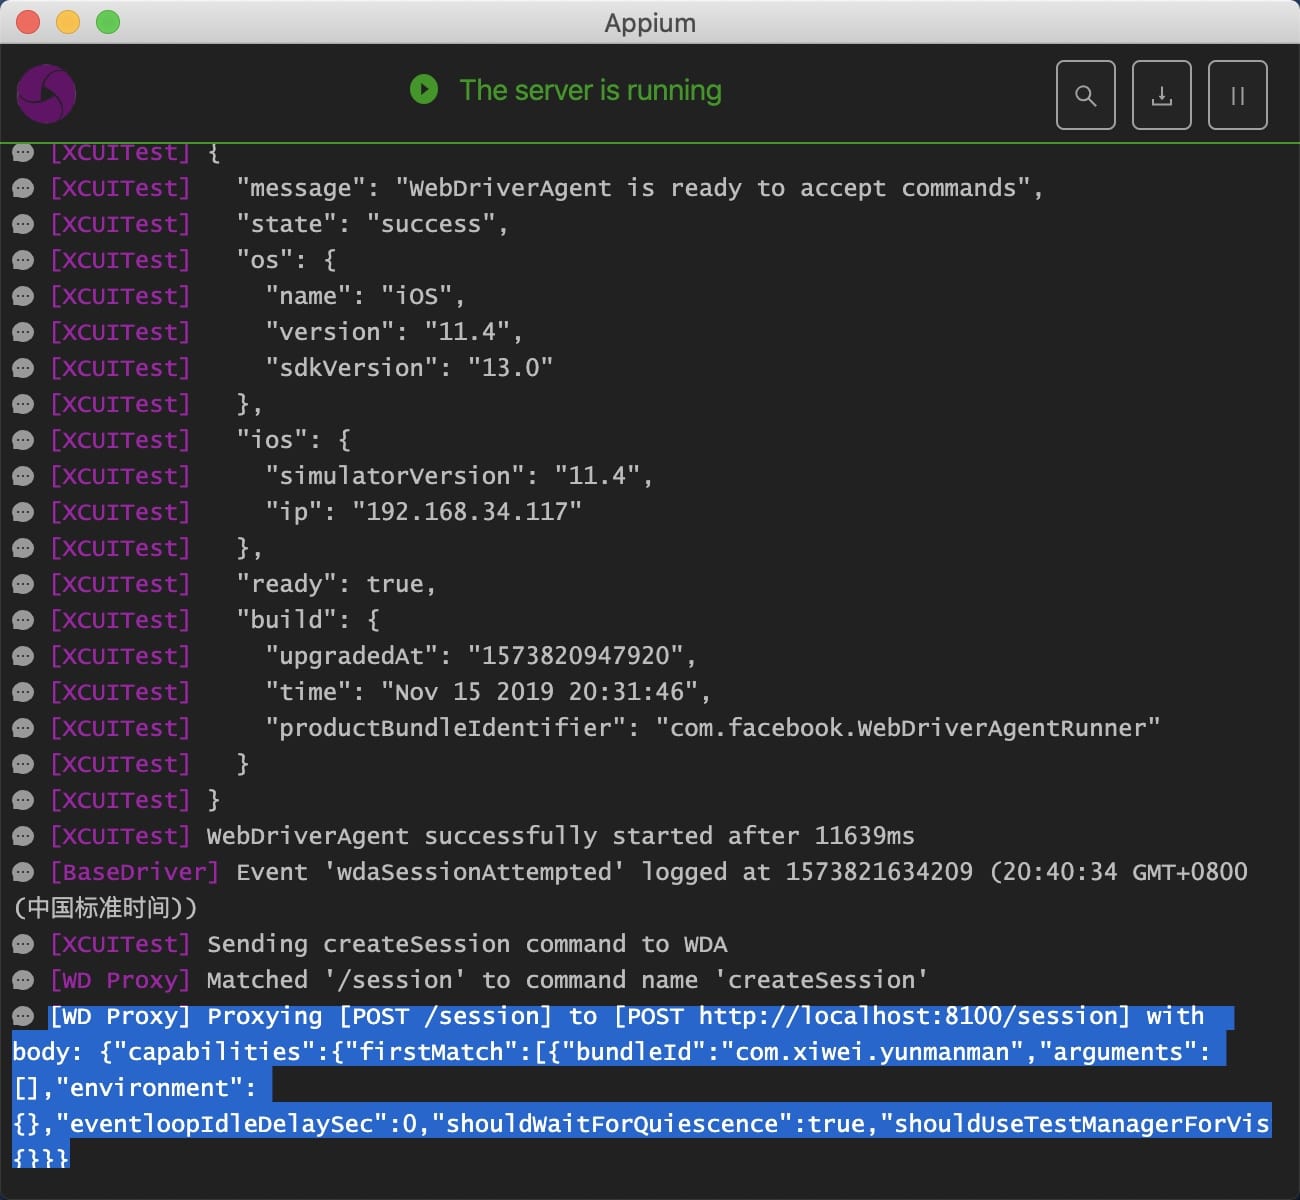 Appium
The server is running
[XCUITest] {
[XCUITest]   "message": "WebDriverAgent is ready to accept commands",
[XCUITest]   "state": "success",
[XCUITest]   "os": {
[XCUITest]     "name": "iOS",
[XCUITest]     "version": "11.4",
[XCUITest]     "sdkVersion": "13.0"
[XCUITest]   },
[XCUITest]   "ios": {
[XCUITest]     "simulatorVersion": "11.4",
[XCUITest]     "ip": "192.168.34.117"
[XCUITest]   },
[XCUITest]   "ready": true,
[XCUITest]   "build": {
[XCUITest]     "upgradedAt": "1573820947920",
[XCUITest]     "time": "Nov 15 2019 20:31:46",
[XCUITest]     "productBundleIdentifier": "com.facebook.WebDriverAgentRunner"
[XCUITest]   }
[XCUITest] }
[XCUITest] WebDriverAgent successfully started after 11639ms
[BaseDriver] Event 'wdaSessionAttempted' logged at 1573821634209 (20:40:34 GMT+0800
(中国标准时间))
[XCUITest] Sending createSession command to WDA
[WD Proxy] Matched '/session' to command name 'createSession'
[WD Proxy] Proxying [POST /session] to [POST http://localhost:8100/session] with
body: {"capabilities":{"firstMatch":[{"bundleId":"com.xiwei.yunmanman","arguments":
[],"environment":
{},"eventloopIdleDelaySec":0,"shouldWaitForQuiescence":true,"shouldUseTestManagerForVis
{}}}}